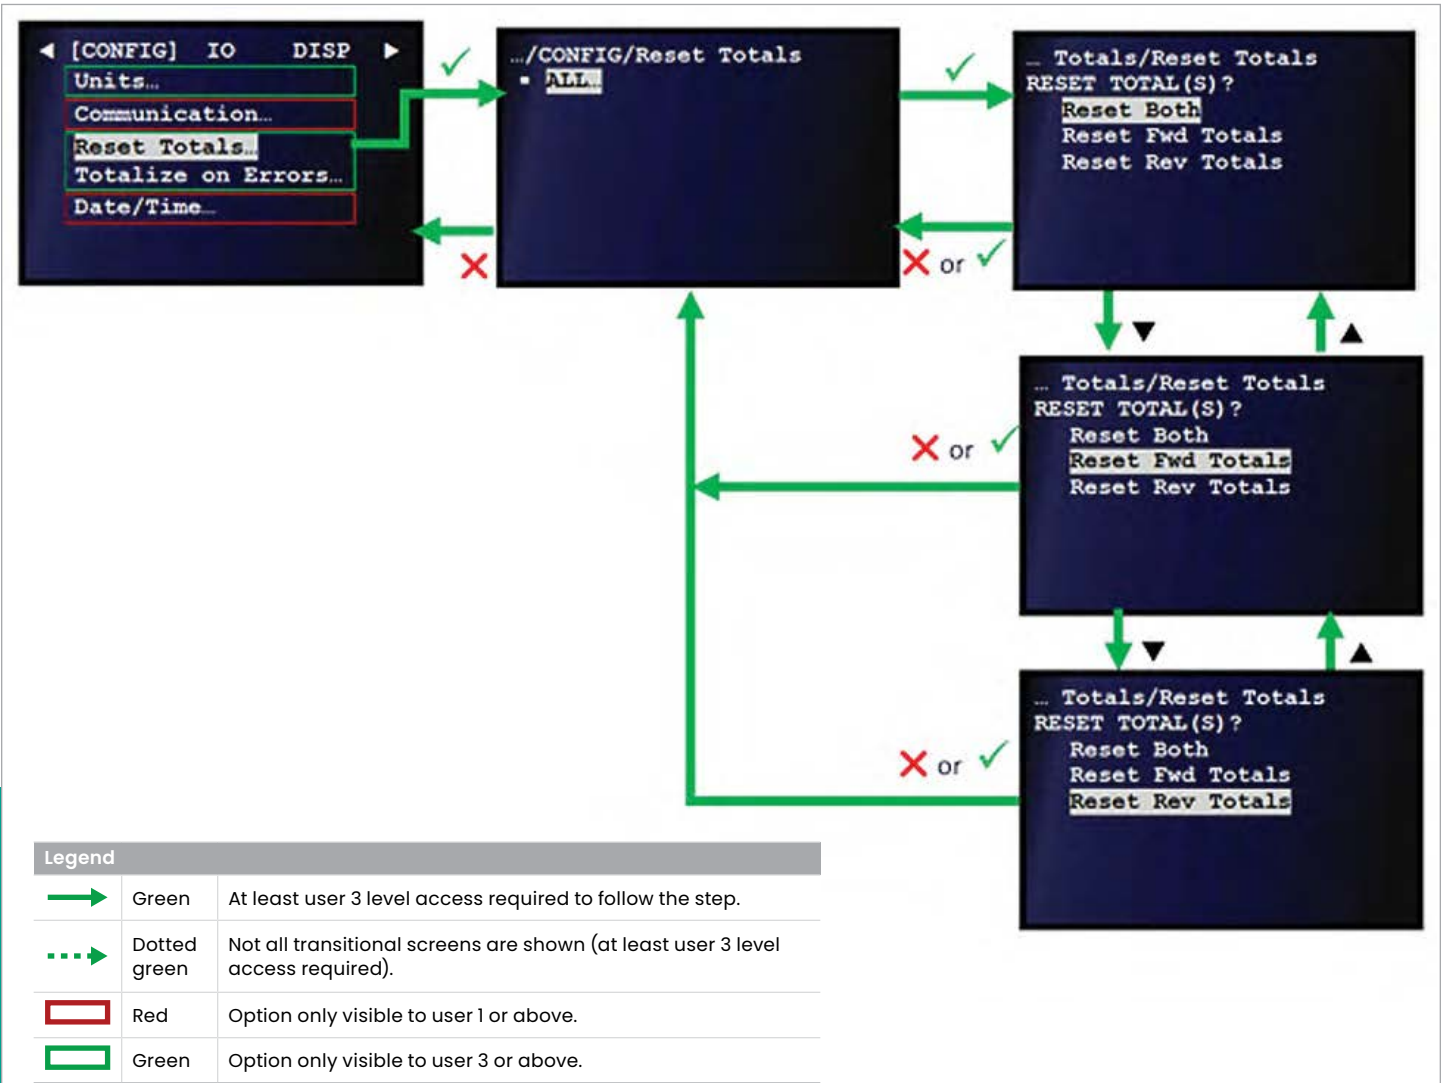 [CONFIG] IO DISP
Units…
Communication…
Reset Totals…
Totalize on Errors…
Date/Time…
…/CONFIG/Reset Totals
ALL…
… Totals/Reset Totals
RESET TOTAL(S)?
Reset Both
Reset Fwd Totals
Reset Rev Totals
or
… Totals/Reset Totals
RESET TOTAL(S)?
Reset Both
Reset Fwd Totals
Reset Rev Totals
or
… Totals/Reset Totals
RESET TOTAL(S)?
Reset Both
Reset Fwd Totals
Reset Rev Totals
or
Legend
Green At least user 3 level access required to follow the step.
Dotted green Not all transitional screens are shown (at least user 3 level
access required).
Red Option only visible to user 1 or above.
Green Option only visible to user 3 or above.